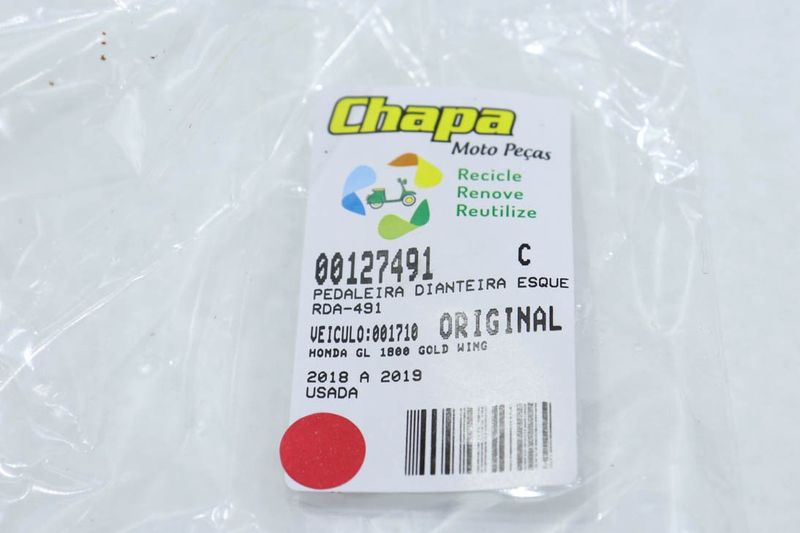 Chapa
Moto Peças
Recicle
Renove
Reutilize
00127491 C
PEDALEIRA DIANTEIRA ESQUE
RDA-491
VEICULO:001710 ORIGINAL
HONDA GL 1800 GOLD WING
2018 A 2019
USADA